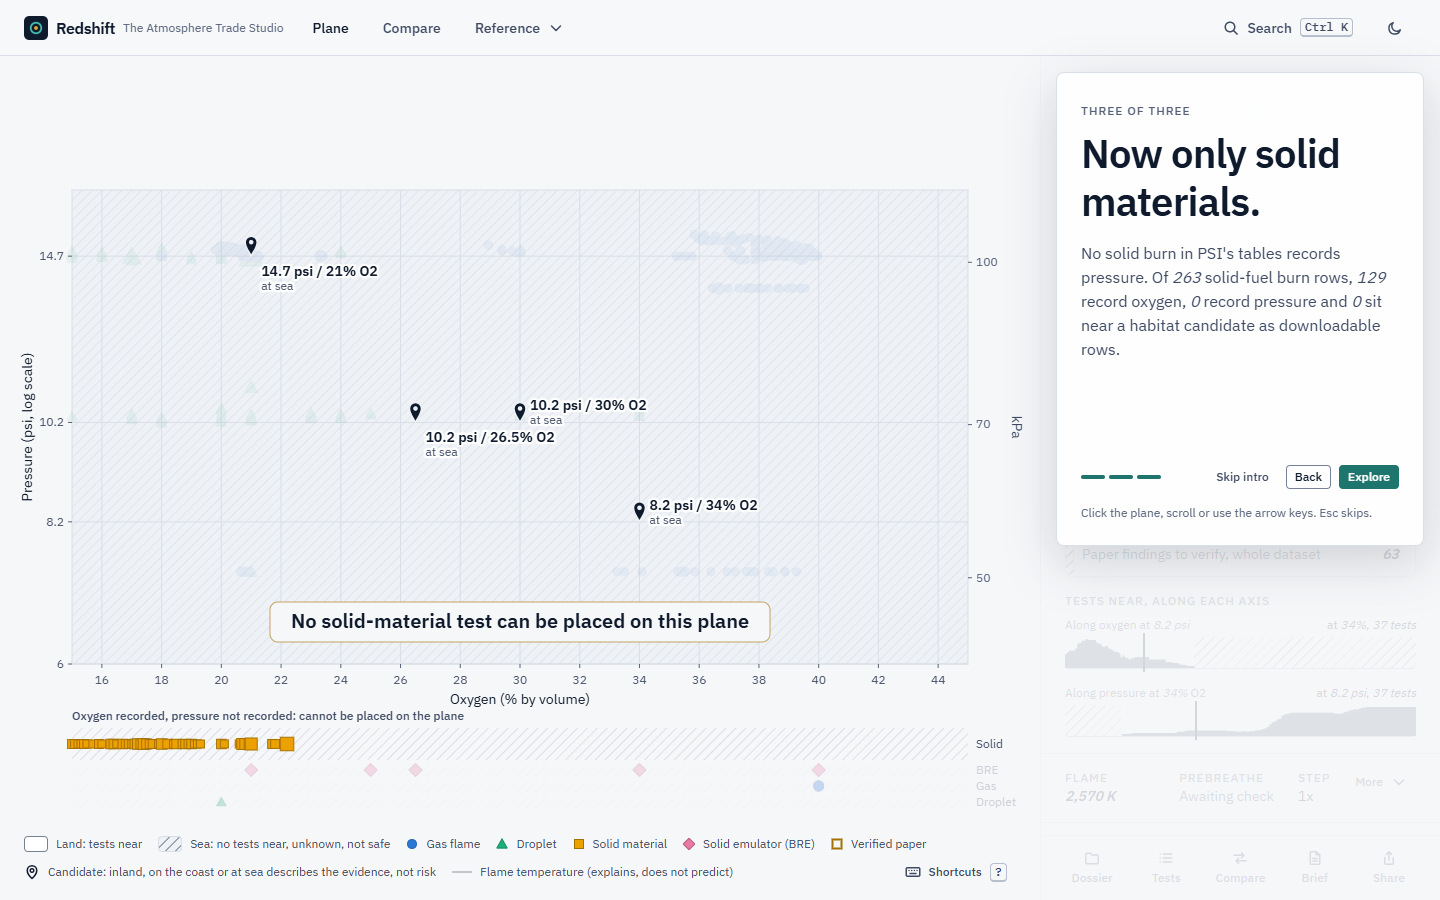 Redshift The Atmosphere Trade Studio Plane Compare Reference Search Ctrl K
THREE OF THREE
Now only solid
materials.
No solid burn in PSI's tables records
pressure. Of 263 solid-fuel burn rows, 129
record oxygen, 0 record pressure and 0 sit
near a habitat candidate as downloadable
rows.
Skip intro Back Explore
Click the plane, scroll or use the arrow keys. Esc skips.
Pressure (psi, log scale)
14.7
10.2
8.2
6
100
70
50
kPa
14.7 psi / 21% O2
at sea
10.2 psi / 30% O2
at sea
10.2 psi / 26.5% O2
at sea
8.2 psi / 34% O2
at sea
No solid-material test can be placed on this plane
16 18 20 22 24 26 28 30 32 34 36 38 40 42 44
Oxygen (% by volume)
Oxygen recorded, pressure not recorded: cannot be placed on the plane
Solid
BRE
Gas
Droplet
Land: tests near Sea: no tests near, unknown, not safe Gas flame Droplet Solid material Solid emulator (BRE) Verified paper
Candidate: inland, on the coast or at sea describes the evidence, not risk Flame temperature (explains, does not predict) Shortcuts ?
Paper findings to verify, whole dataset 63
TESTS NEAR, ALONG EACH AXIS
Along oxygen at 8.2 psi at 34%, 37 tests
Along pressure at 34% O2 at 8.2 psi, 37 tests
FLAME PREBREATHE STEP More
2,570 K Awaiting check 1x
Dossier Tests Compare Brief Share